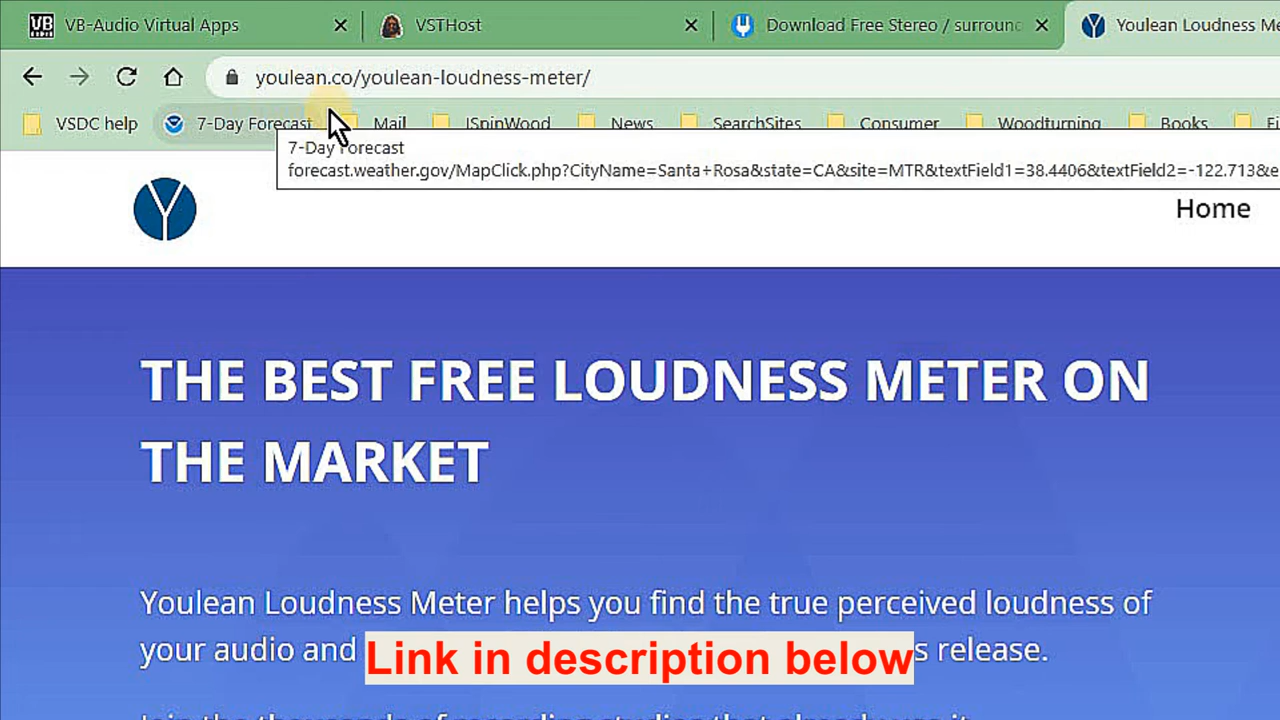 VB-Audio Virtual Apps
VSTHost
Download Free Stereo / surroun
Youlean Loudness Me
youlean.co/youlean-loudness-meter/
VSDC help
7-Day Forecast
Mail
ISpinWood
News
SearchSites
Consumer
Woodturning
Books
7-Day Forecast
forecast.weather.gov/MapClick.php?CityName=Santa+Rosa&state=CA&site=MTR&textField1=38.4406&textField2=-122.713&e
Y
Home
THE BEST FREE LOUDNESS METER ON
THE MARKET
Youlean Loudness Meter helps you find the true perceived loudness of
your audio and
s release.
Link in description below